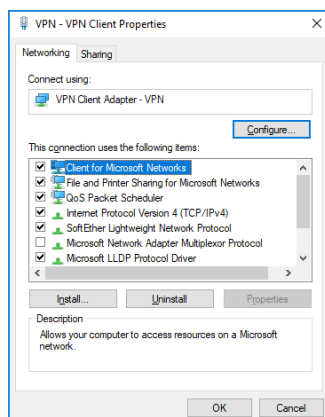 VPN - VPN Client Properties
Networking
Sharing
Connect using:
VPN Client Adapter - VPN
Configure...
This connection uses the following items:
Client for Microsoft Networks
File and Printer Sharing for Microsoft Networks
QoS Packet Scheduler
Internet Protocol Version 4 (TCP/IPv4)
SoftEther Lightweight Network Protocol
Microsoft Network Adapter Multiplexor Protocol
Microsoft LLDP Protocol Driver
Install...
Uninstall
Properties
Description
Allows your computer to access resources on a Microsoft
network.
OK
Cancel